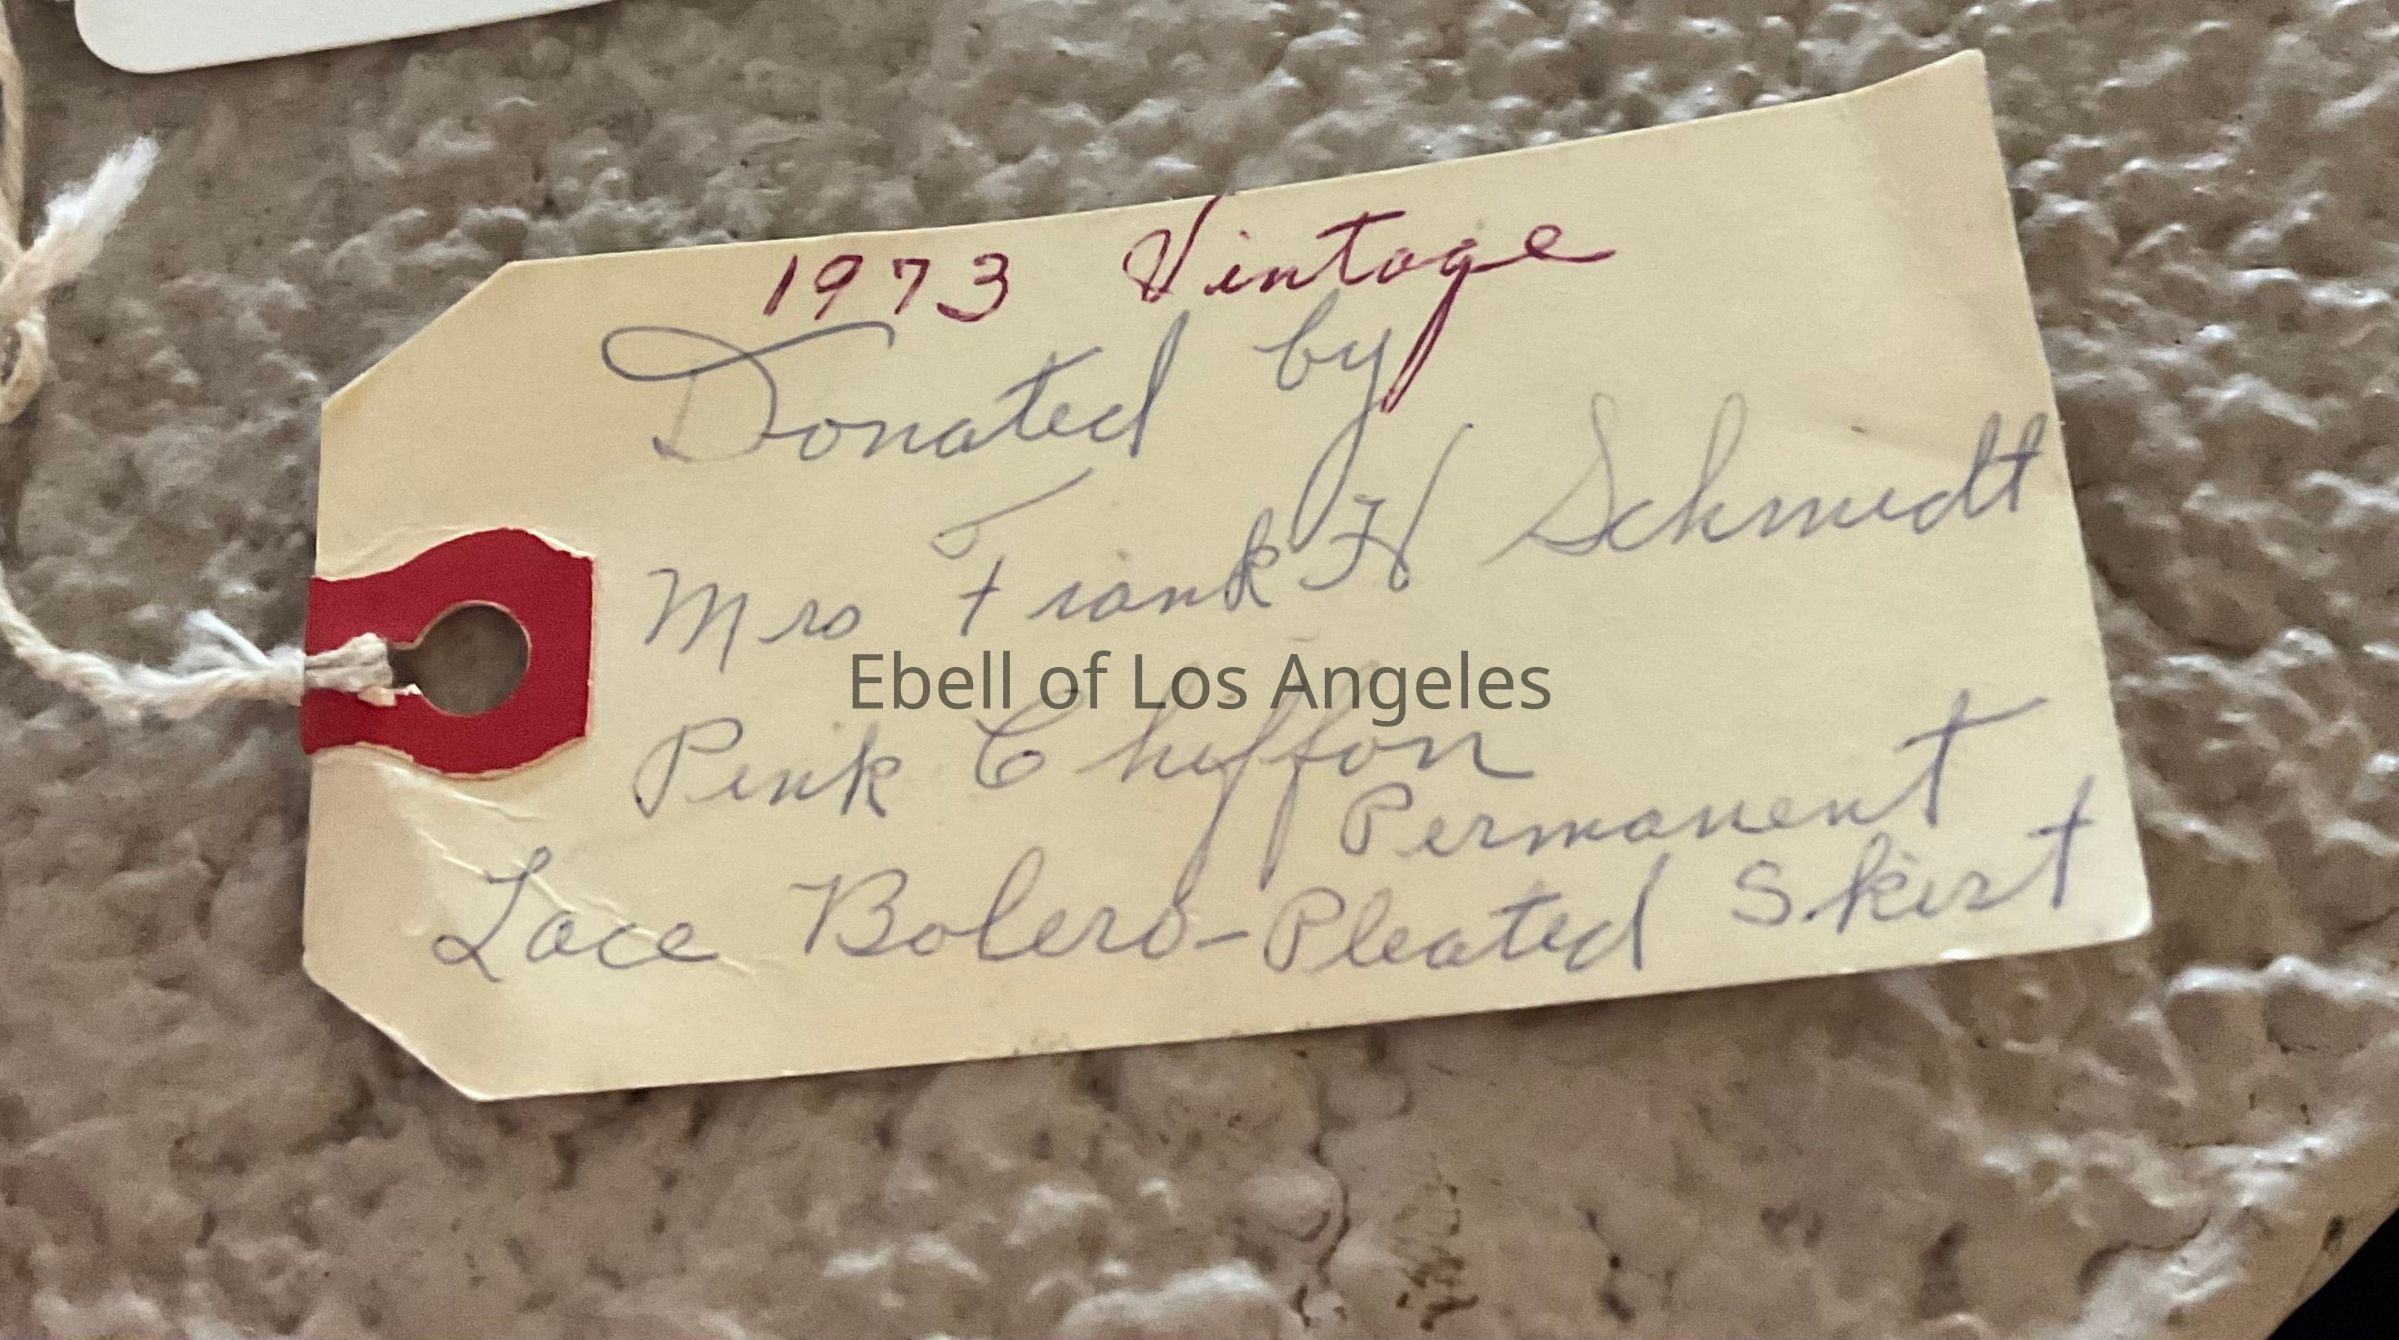 1973 Vintage
Donated by
Mrs Frank H Schmidt
Ebell of Los Angeles
Pink Chiffon
Permanent
Lace Bolero-Pleated Skirt